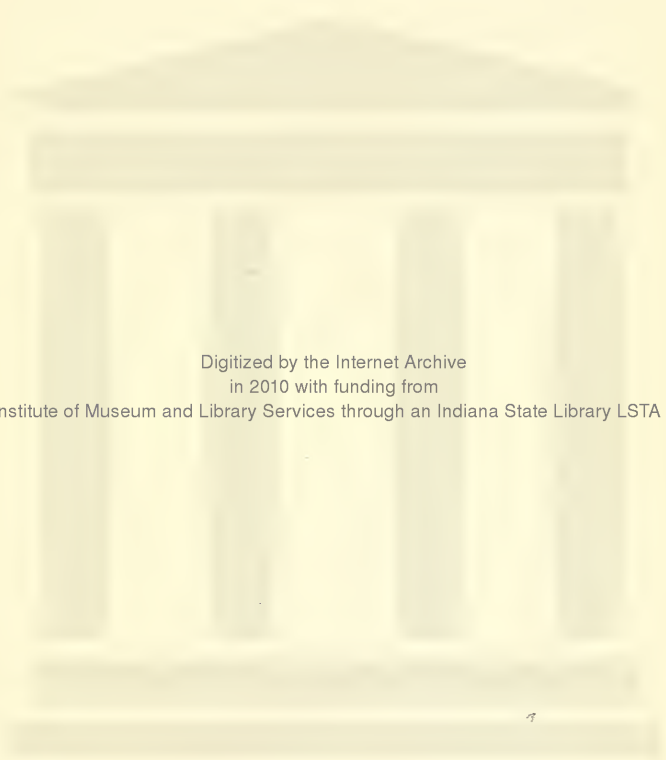 Digitized by the Internet Archive
in 2010 with funding from
nstitute of Museum and Library Services through an Indiana State Library LSTA